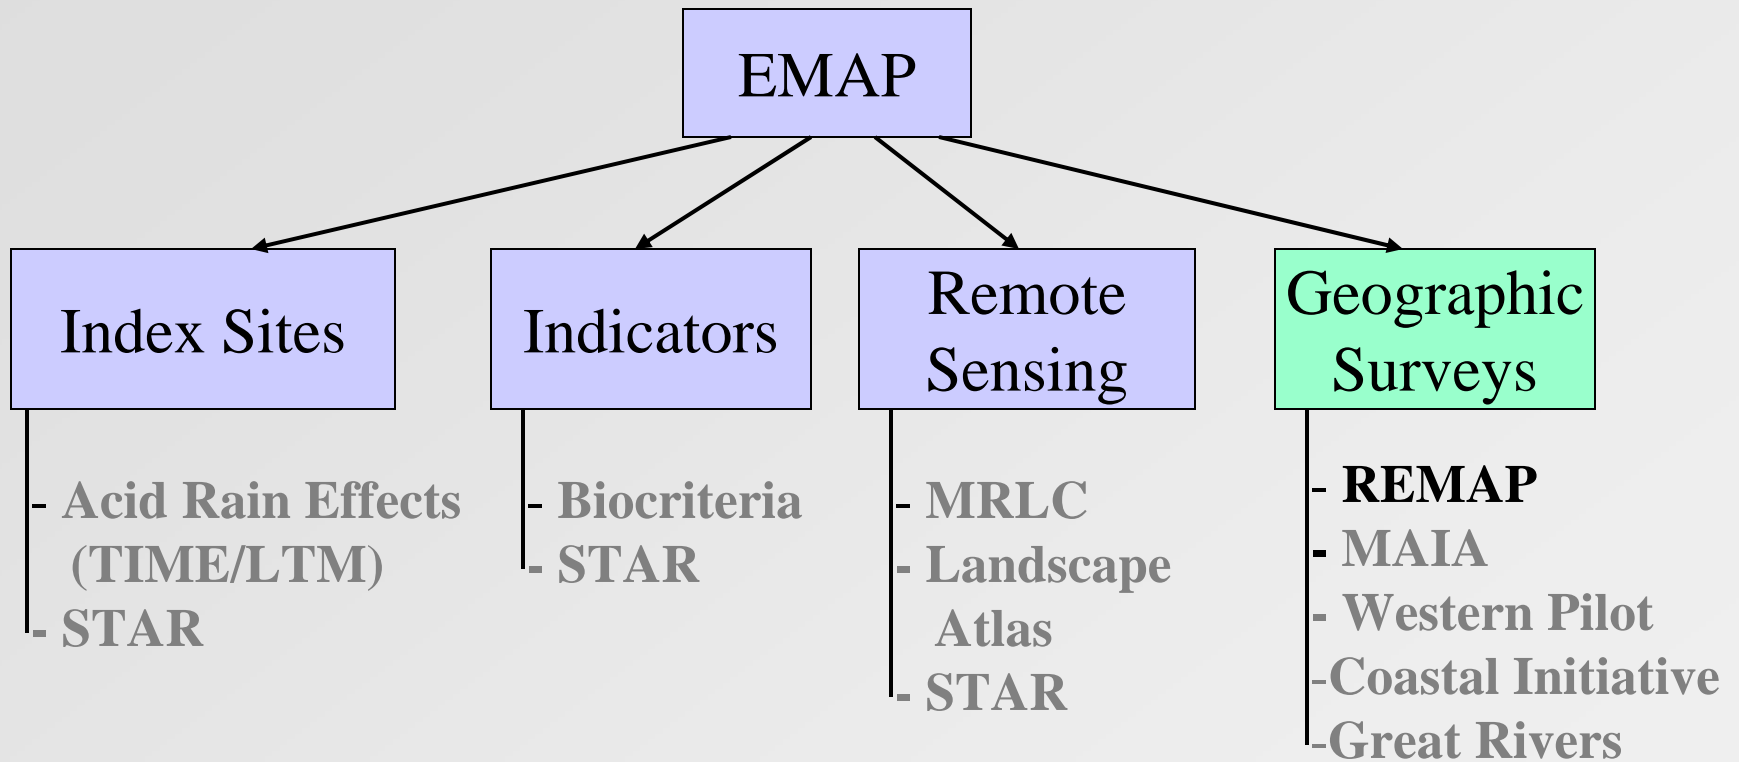 EMAP
Index Sites
- Acid Rain Effects
(TIME/LTM)
- STAR
Indicators
- Biocriteria
- STAR
Remote
Sensing
- MRLC
- Landscape
Atlas
- STAR
Geographic
Surveys
- REMAP
- MAIA
- Western Pilot
-Coastal Initiative
-Great Rivers